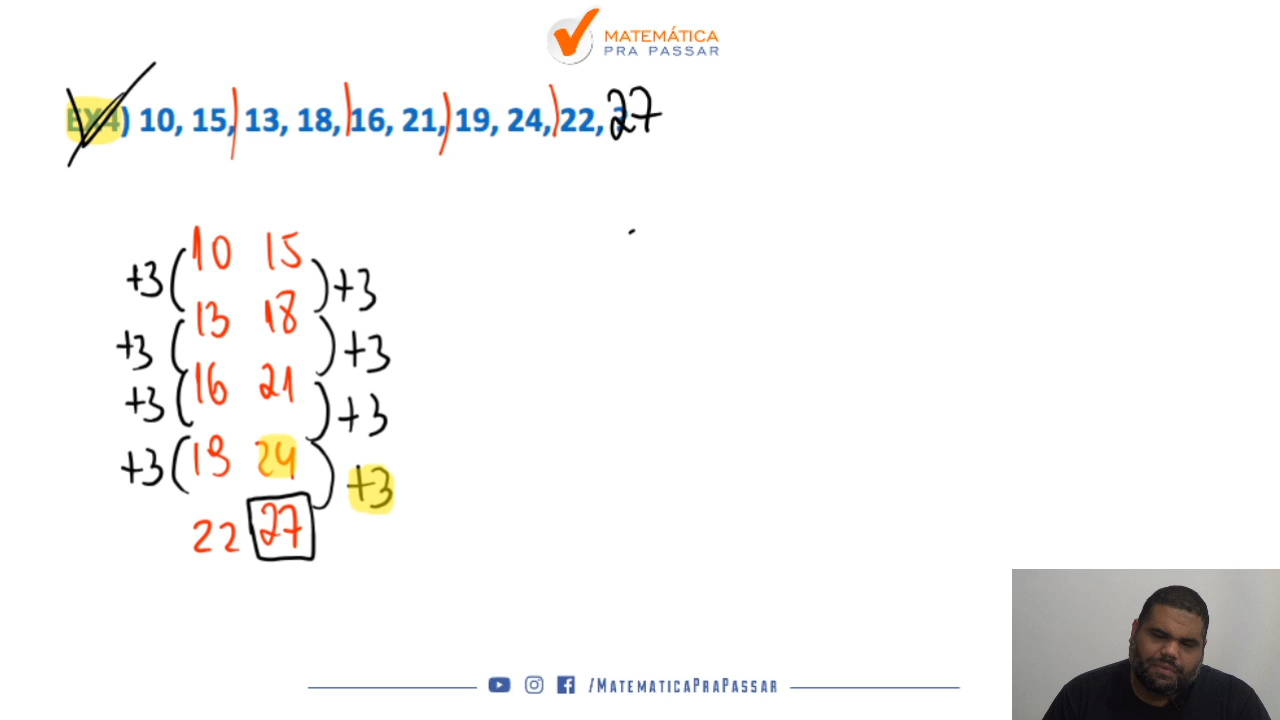 MATEMÁTICA
PRA PASSAR
EX4) 10, 15, 13, 18, 16, 21, 19, 24, 22, 27
10 15
+3 +3
13 18
+3 +3
16 21
+3 +3
19 24
+3 +3
22 27
/MATEMATICAPRAPASSAR